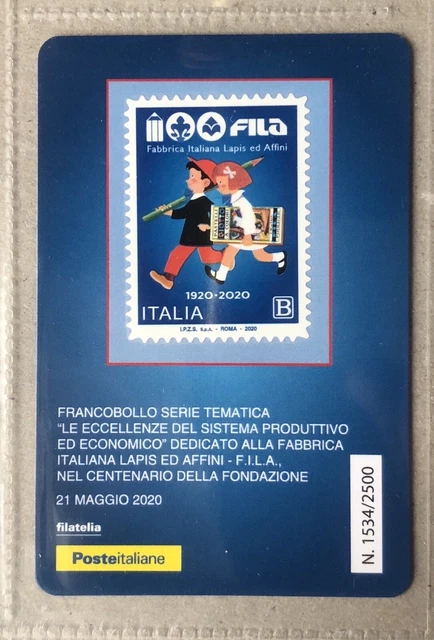 FILA
Fabbrica Italiana Lapis ed Affini
1920-2020
ITALIA B
I.P.Z.S. S.p.A. - ROMA - 2020
FRANCOBOLLO SERIE TEMATICA
"LE ECCELLENZE DEL SISTEMA PRODUTTIVO
ED ECONOMICO" DEDICATO ALLA FABBRICA
ITALIANA LAPIS ED AFFINI - F.I.L.A.,
NEL CENTENARIO DELLA FONDAZIONE
21 MAGGIO 2020
filatelia
Posteitaliane
N. 1534/2500